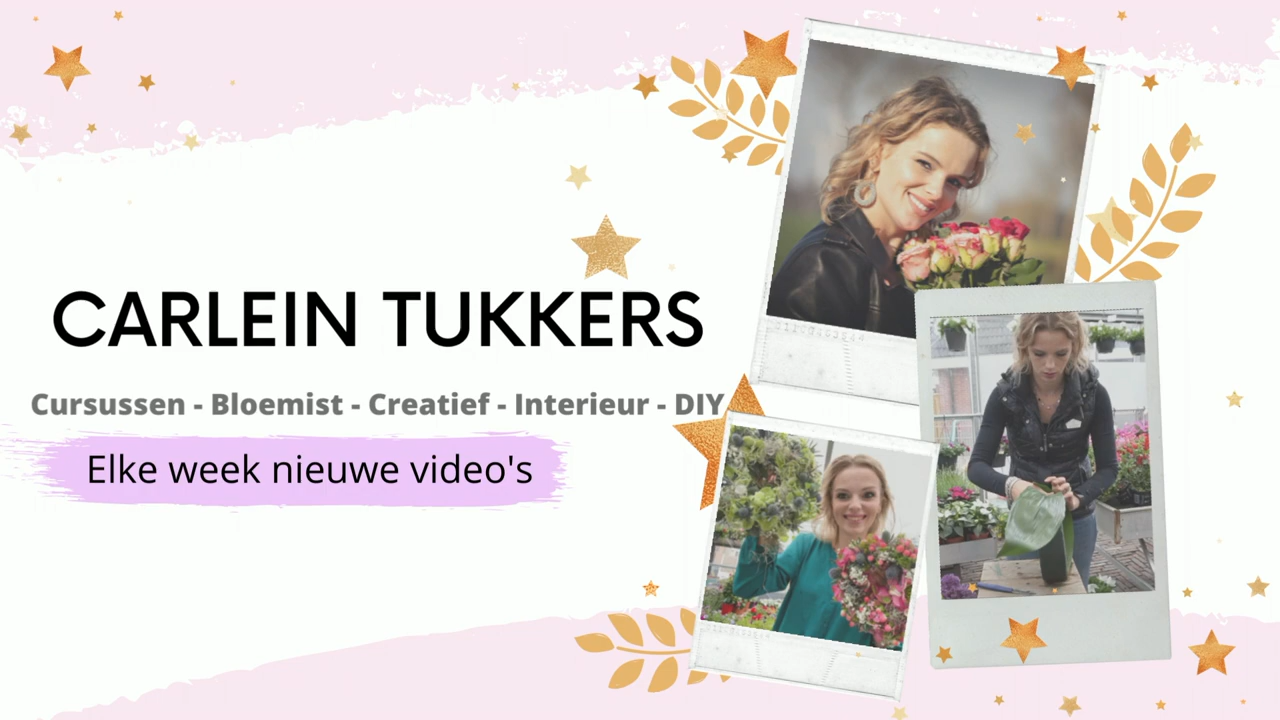 CARLEIN TUKKERS
Cursussen - Bloemist - Creatief - Interieur - DIY
Elke week nieuwe video's